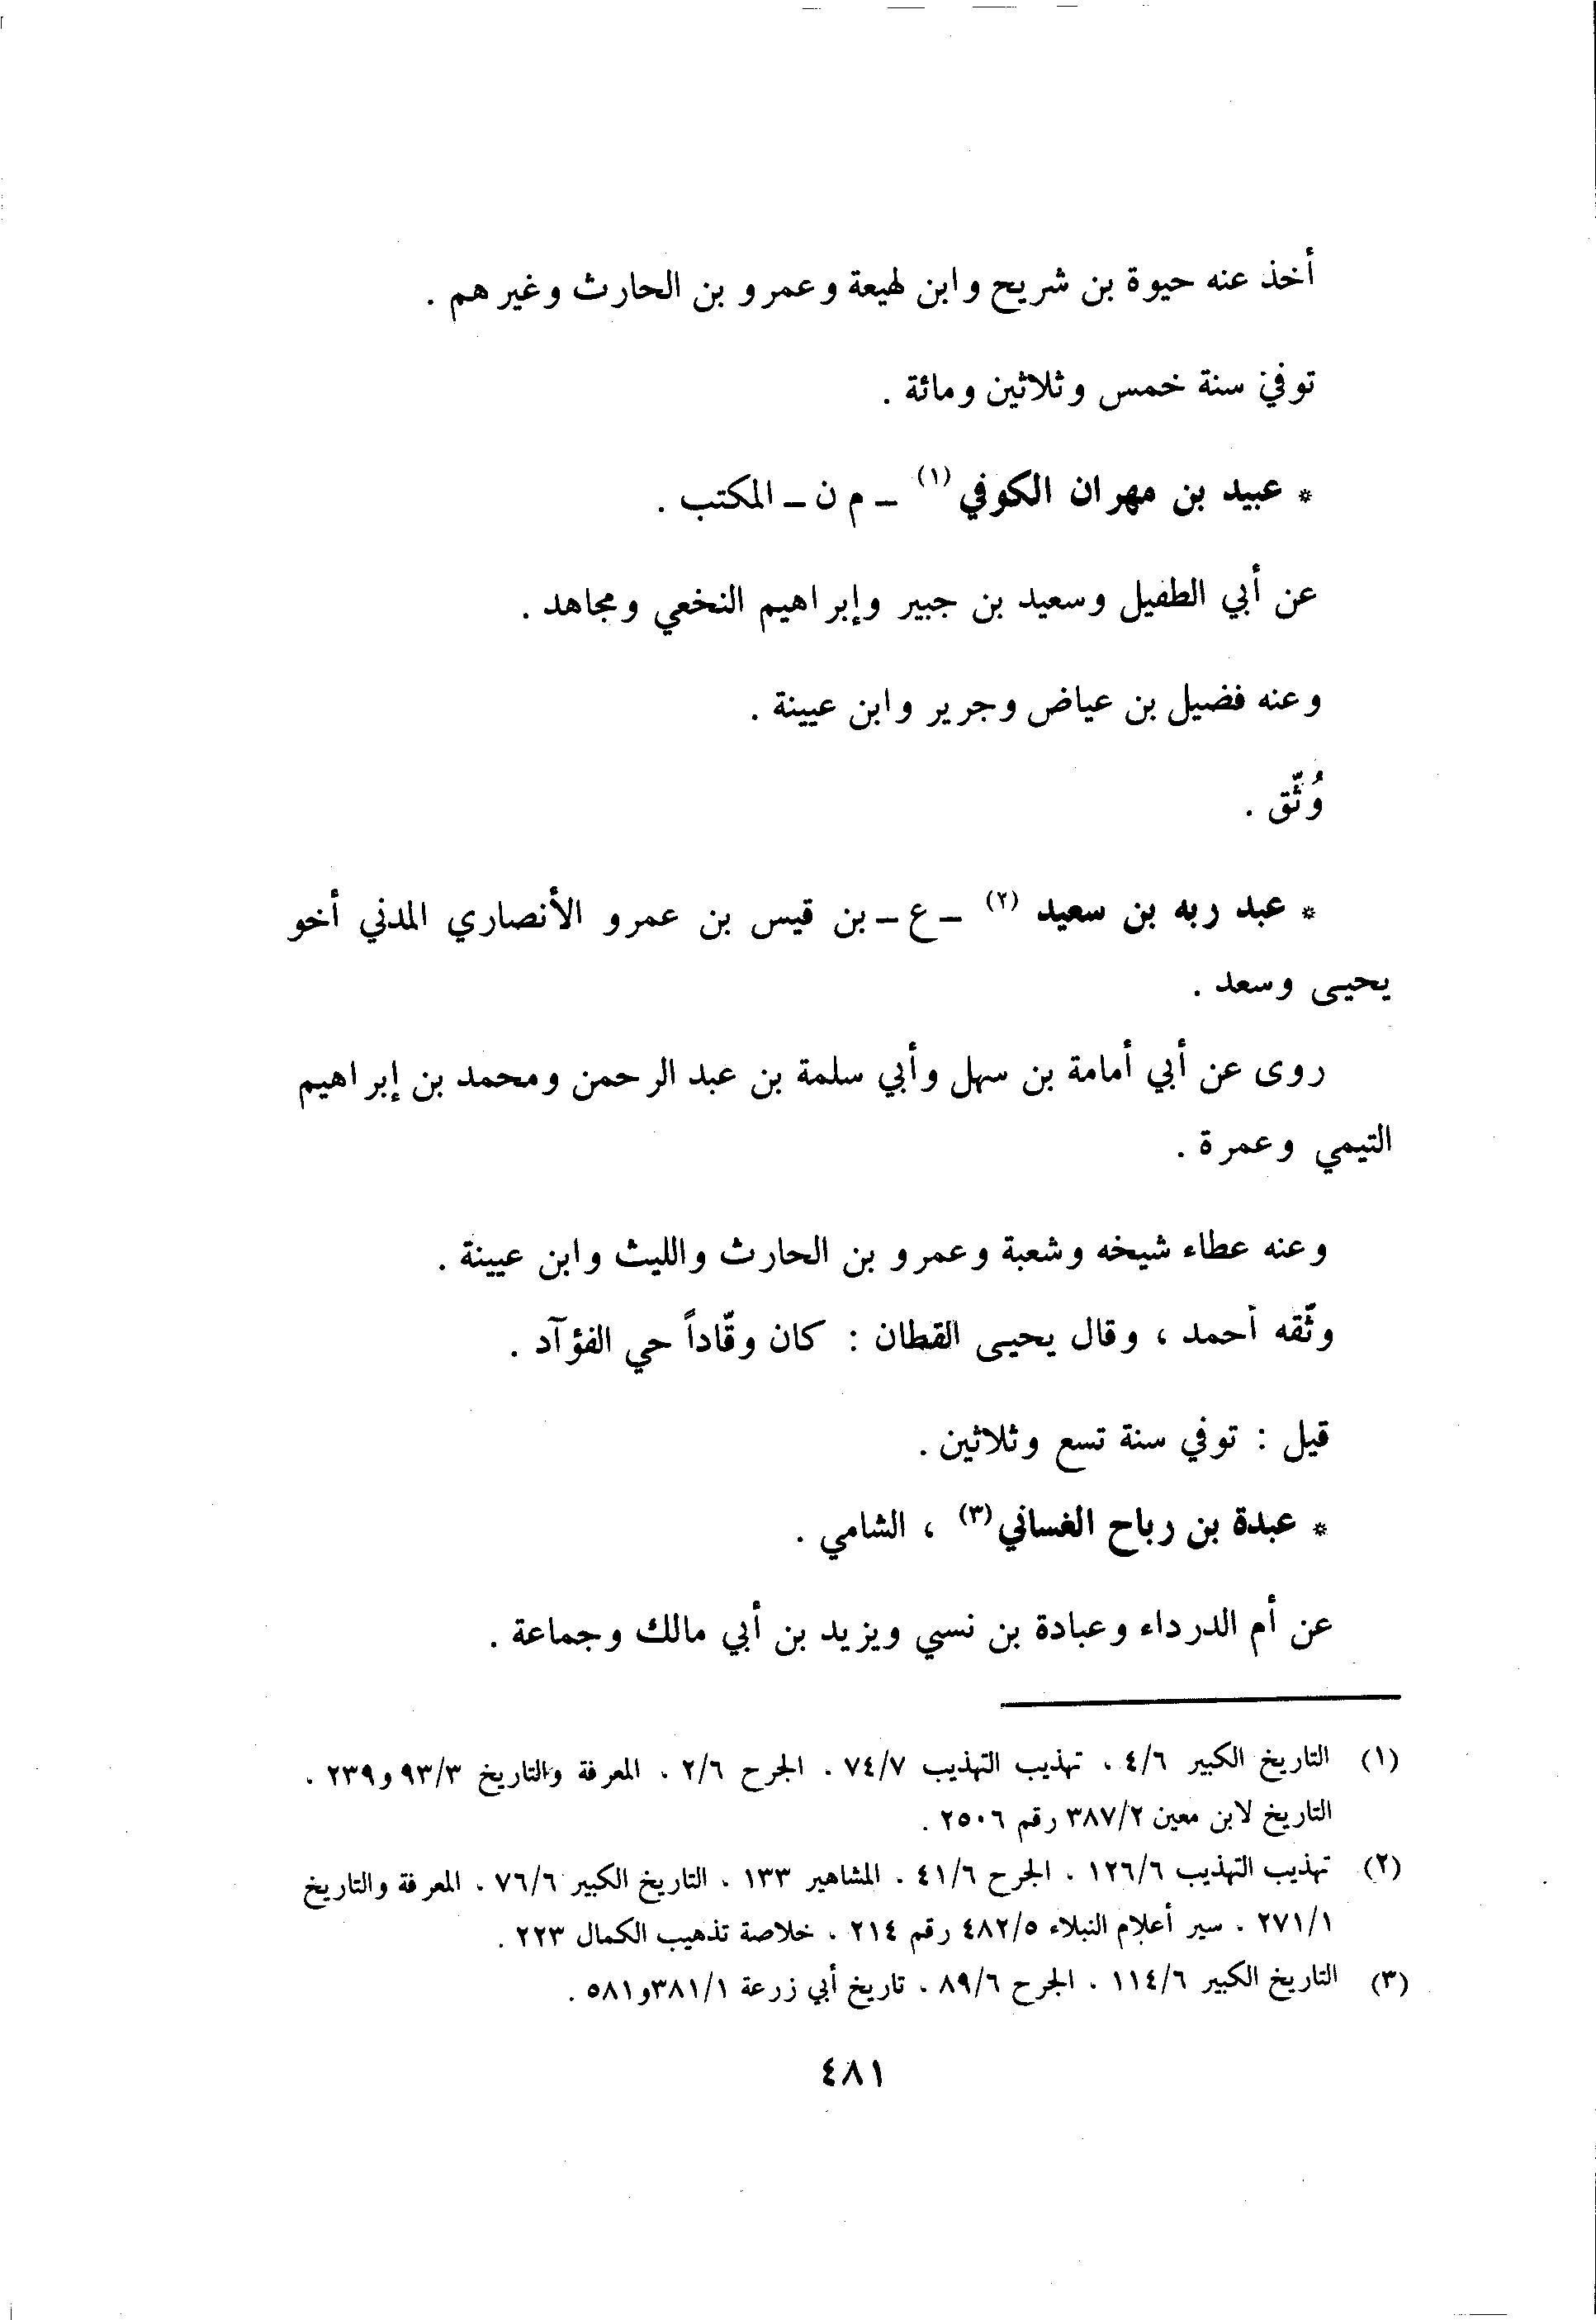 أخذ عنه حيوة بن شريح وابن لهيعة وعمرو بن الحارث وغيرهم .
توفي سنة خمس وثلاثين ومائة .
* عبيد بن مهران الكوفي (١) ـ م ن ـ المكتب .
عن أبي الطفيل وسعيد بن جبير وإبراهيم النخعي ومجاهد .
وعنه فضيل بن عياض وجرير وابن عيينة .
وُثّق .
* عبد ربه بن سعيد (٢) ـ ع ـ بن قيس بن عمرو الأنصاري المدني أخو
يحيى وسعد .
روى عن أبي أمامة بن سهل وأبي سلمة بن عبد الرحمن ومحمد بن إبراهيم
التيمي وعمرة .
وعنه عطاء شيخه وشعبة وعمرو بن الحارث والليث وابن عيينة .
وثّقه أحمد ، وقال يحيى القطان : كان وقّاداً حي الفؤآد .
قيل : توفي سنة تسع وثلاثين .
* عبدة بن رباح الغساني (٣) ، الشامي .
عن أم الدرداء وعبادة بن نسي ويزيد بن أبي مالك وجماعة .
(١) التاريخ الكبير ٤/٦ . تهذيب التهذيب ٧٤/٧ . الجرح ٢/٦ . المعرفة والتاريخ ٩٣/٣ و٢٣٩ .
التاريخ لابن معين ٣٨٧/٢ رقم ٢٥٠٦ .
(٢) تهذيب التهذيب ١٢٦/٦ . الجرح ٤١/٦ . المشاهير ١٣٣ . التاريخ الكبير ٧٦/٦ . المعرفة والتاريخ
٢٧١/١ . سير أعلام النبلاء ٤٨٢/٥ رقم ٢١٤ . خلاصة تذهيب الكمال ٢٢٣ .
(٣) التاريخ الكبير ١١٤/٦ . الجرح ٨٩/٦ . تاريخ أبي زرعة ٣٨١/١ و٥٨١ .
٤٨١